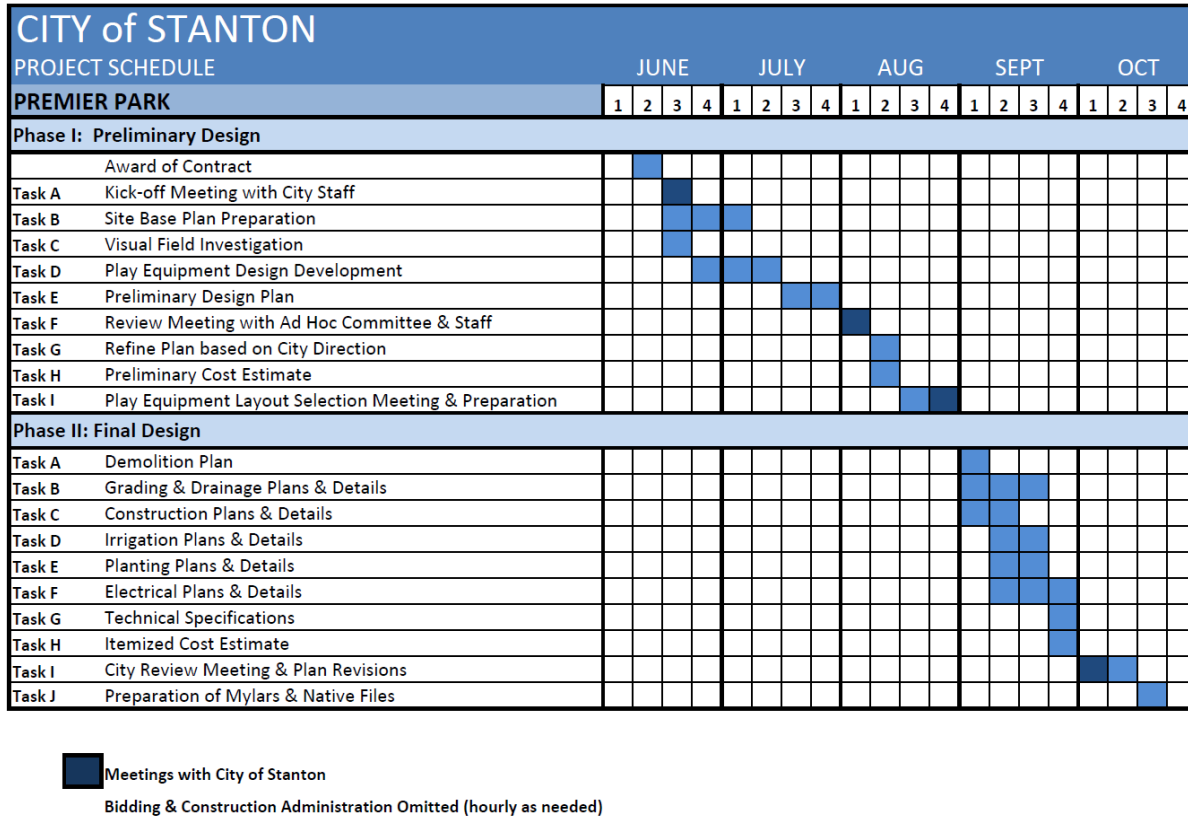 CITY of STANTON
PROJECT SCHEDULE JUNE JULY AUG SEPT OCT
PREMIER PARK 1 2 3 4 1 2 3 4 1 2 3 4 1 2 3 4 1 2 3 4
Phase I: Preliminary Design
Award of Contract
Task A Kick-off Meeting with City Staff
Task B Site Base Plan Preparation
Task C Visual Field Investigation
Task D Play Equipment Design Development
Task E Preliminary Design Plan
Task F Review Meeting with Ad Hoc Committee & Staff
Task G Refine Plan based on City Direction
Task H Preliminary Cost Estimate
Task I Play Equipment Layout Selection Meeting & Preparation
Phase II: Final Design
Task A Demolition Plan
Task B Grading & Drainage Plans & Details
Task C Construction Plans & Details
Task D Irrigation Plans & Details
Task E Planting Plans & Details
Task F Electrical Plans & Details
Task G Technical Specifications
Task H Itemized Cost Estimate
Task I City Review Meeting & Plan Revisions
Task J Preparation of Mylars & Native Files
Meetings with City of Stanton
Bidding & Construction Administration Omitted (hourly as needed)